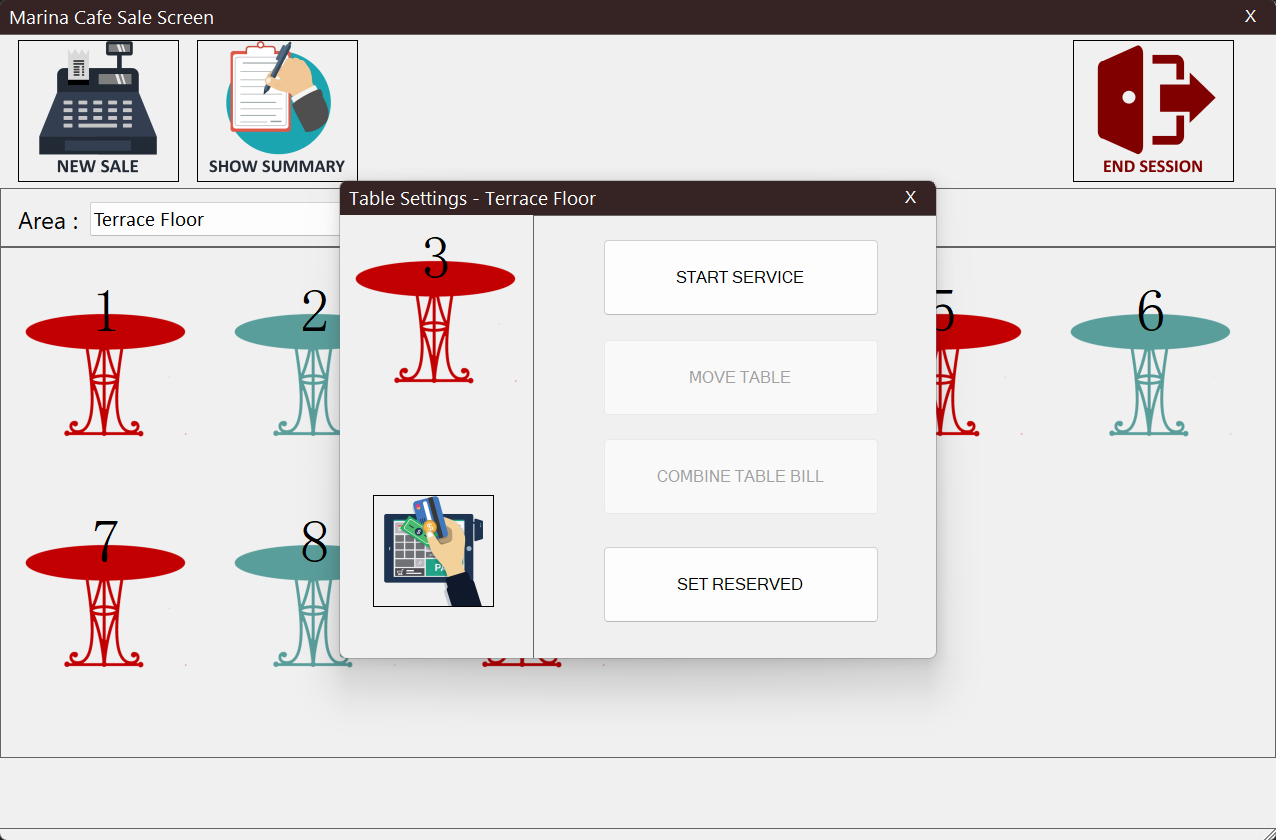 Marina Cafe Sale Screen
X
NEW SALE
SHOW SUMMARY
END SESSION
Area :
Terrace Floor
Table Settings - Terrace Floor
X
1
2
3
5
6
7
8
START SERVICE
MOVE TABLE
COMBINE TABLE BILL
SET RESERVED